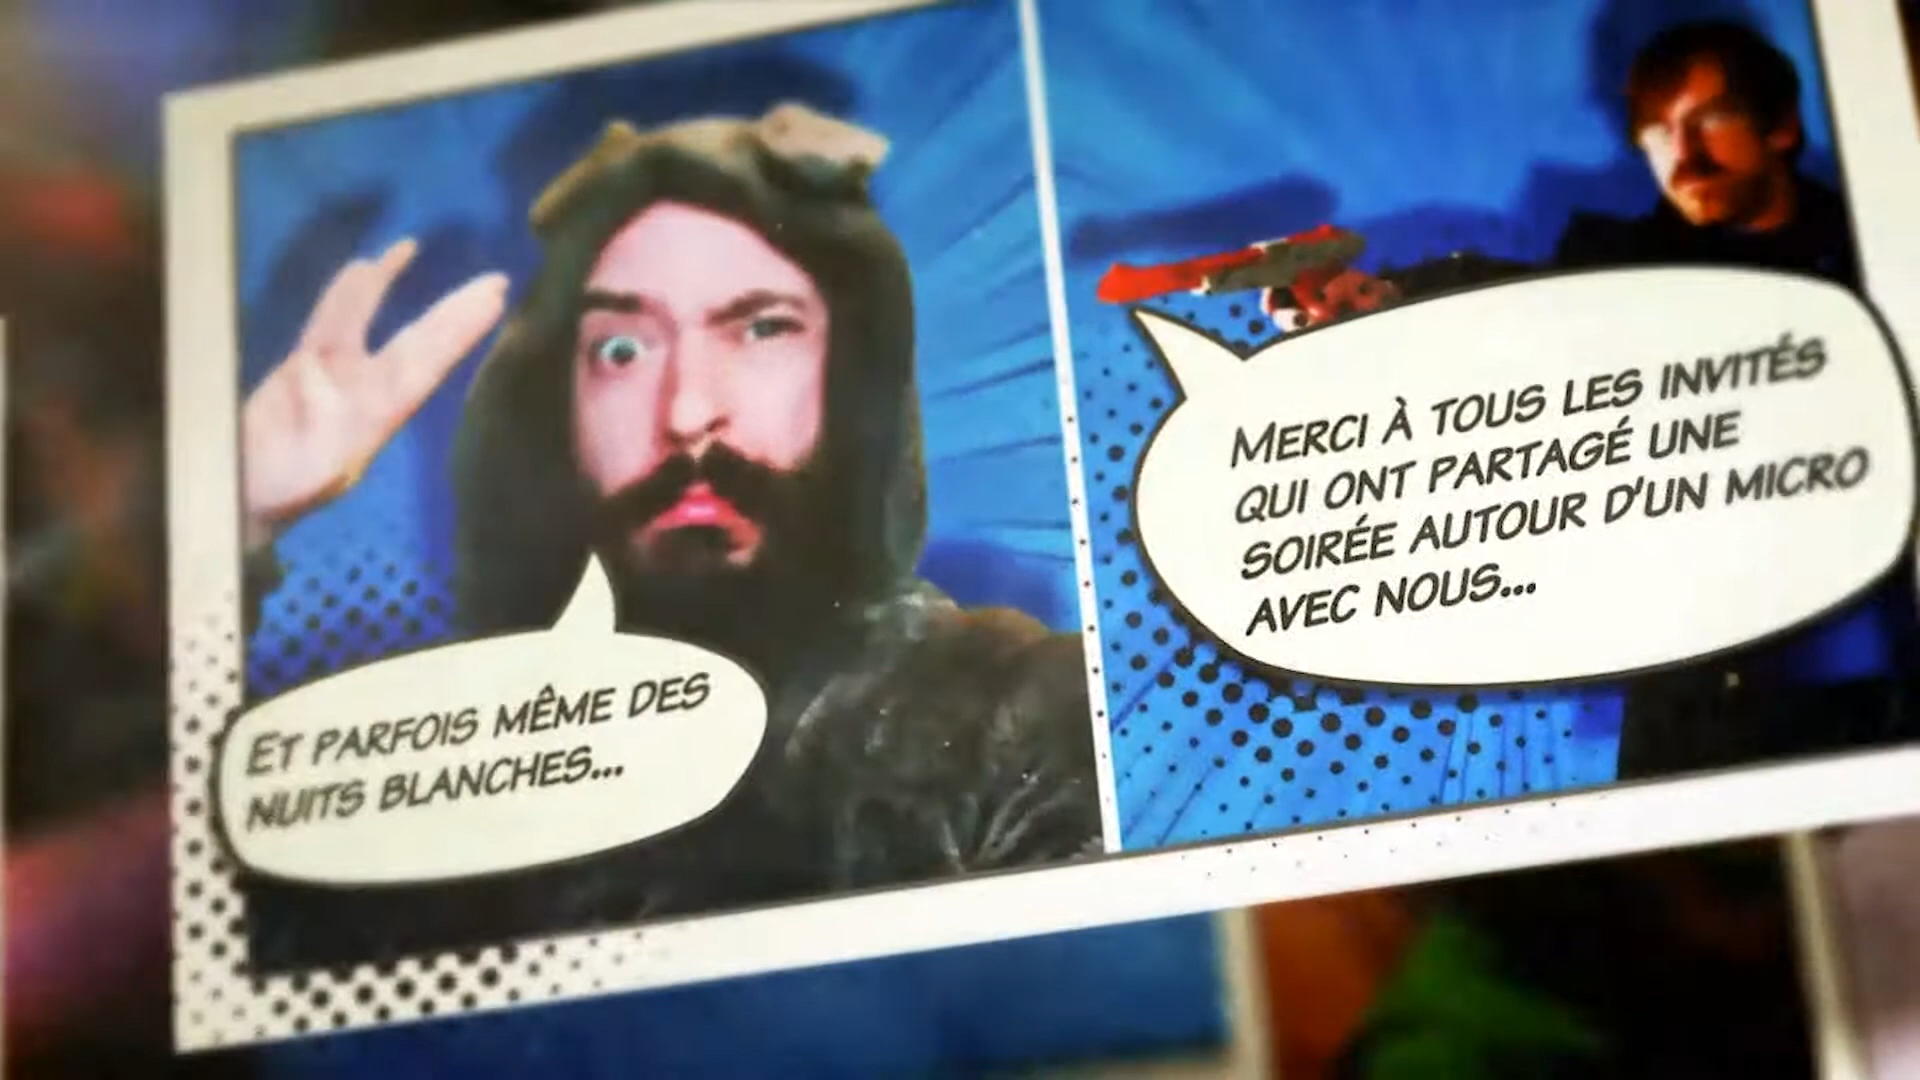 ET PARFOIS MÊME DES
NUITS BLANCHES...
MERCI À TOUS LES INVITÉS
QUI ONT PARTAGÉ UNE
SOIRÉE AUTOUR D'UN MICRO
AVEC NOUS...